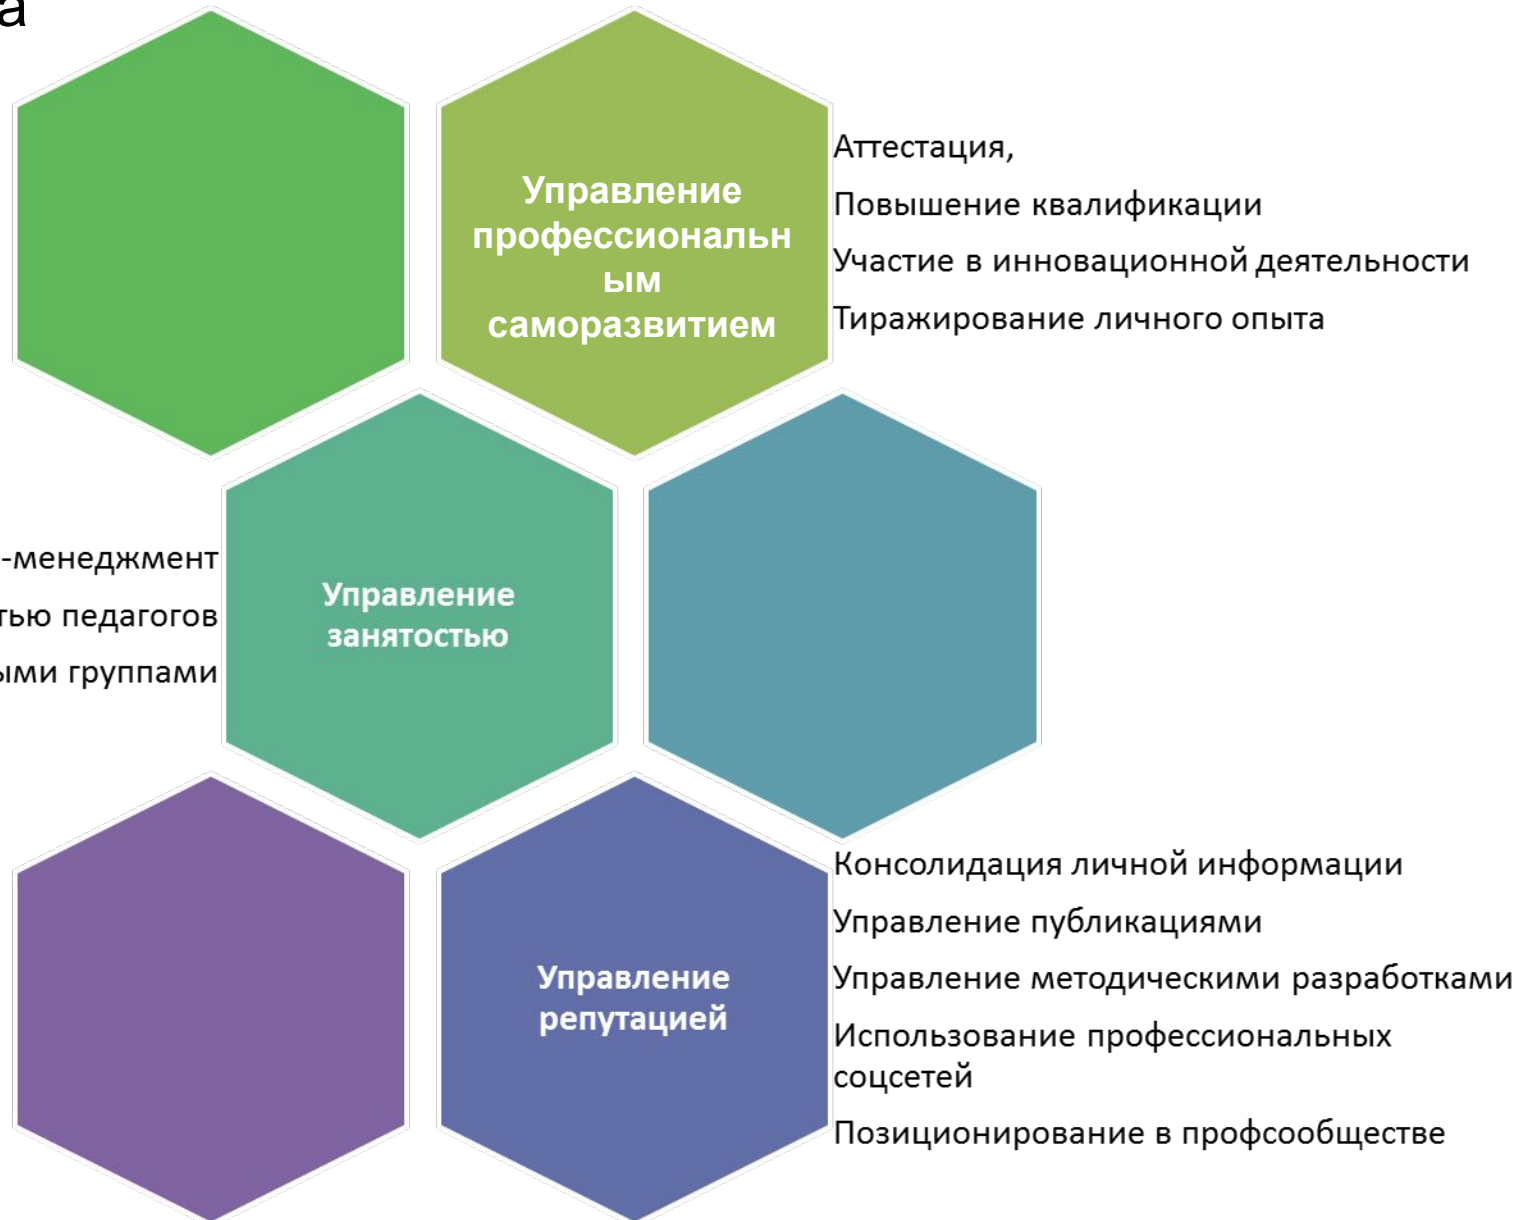 а
Управление
профессиональн
ым
саморазвитием
Аттестация,
Повышение квалификации
Участие в инновационной деятельности
Тиражирование личного опыта
-менеджмент
тью педагогов
ыми группами
Управление
занятостью
Управление
репутацией
Консолидация личной информации
Управление публикациями
Управление методическими разработками
Использование профессиональных
соцсетей
Позиционирование в профсообществе